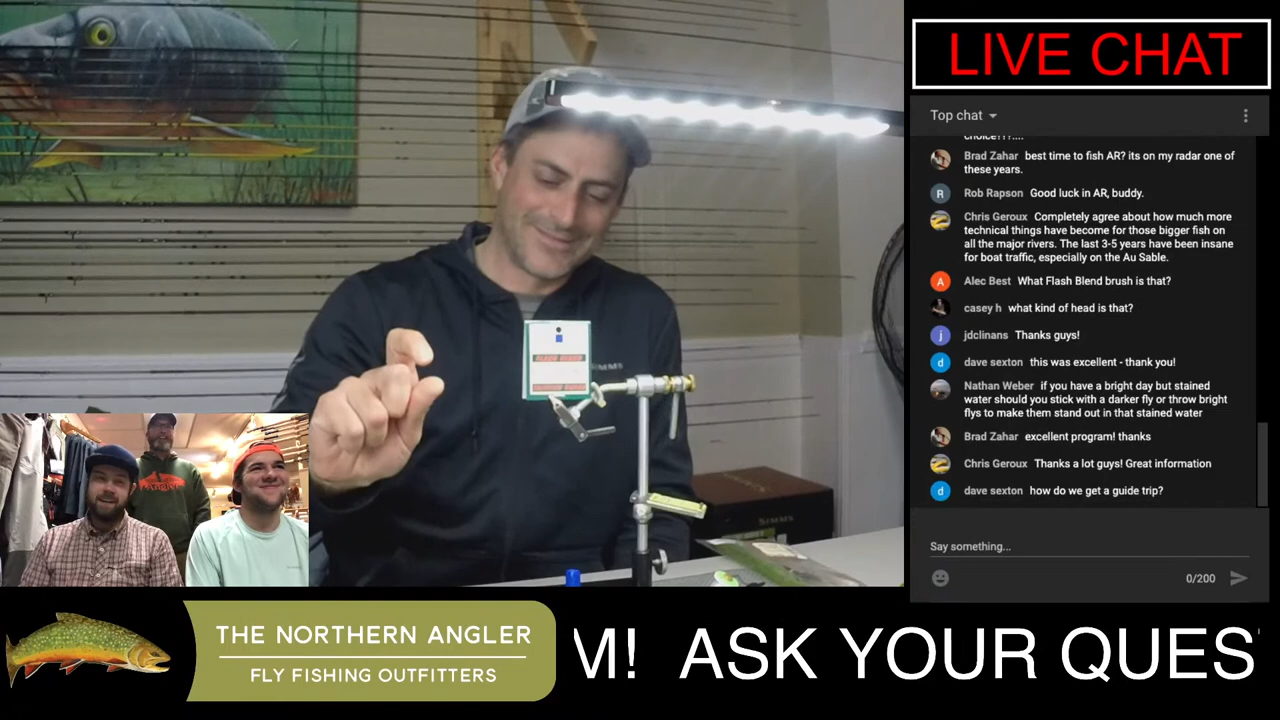 LIVE CHAT
Top chat
choice???....
Brad Zahar best time to fish AR? its on my radar one of
these years.
Rob Rapson Good luck in AR, buddy.
Chris Geroux Completely agree about how much more
technical things have become for those bigger fish on
all the major rivers. The last 3-5 years have been insane
for boat traffic, especially on the Au Sable.
A
Alec Best What Flash Blend brush is that?
casey h what kind of head is that?
j
jdclinans Thanks guys!
d
dave sexton this was excellent - thank you!
Nathan Weber if you have a bright day but stained
water should you stick with a darker fly or throw bright
flys to make them stand out in that stained water
Brad Zahar excellent program! thanks
Chris Geroux Thanks a lot guys! Great information
d
dave sexton how do we get a guide trip?
Say something...
0/200
R
SIMMS
SIMMS
Angler
THE NORTHERN ANGLER
FLY FISHING OUTFITTERS
M! ASK YOUR QUES